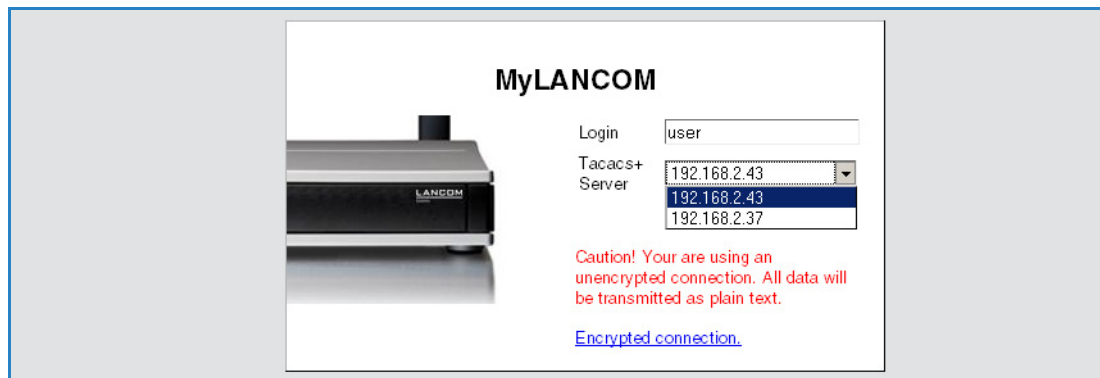 MyLANCOM
Login user
Tacacs+
Server
192.168.2.43
192.168.2.43
192.168.2.37
LANCOM
Caution! Your are using an
unencrypted connection. All data will
be transmitted as plain text.
Encrypted connection.